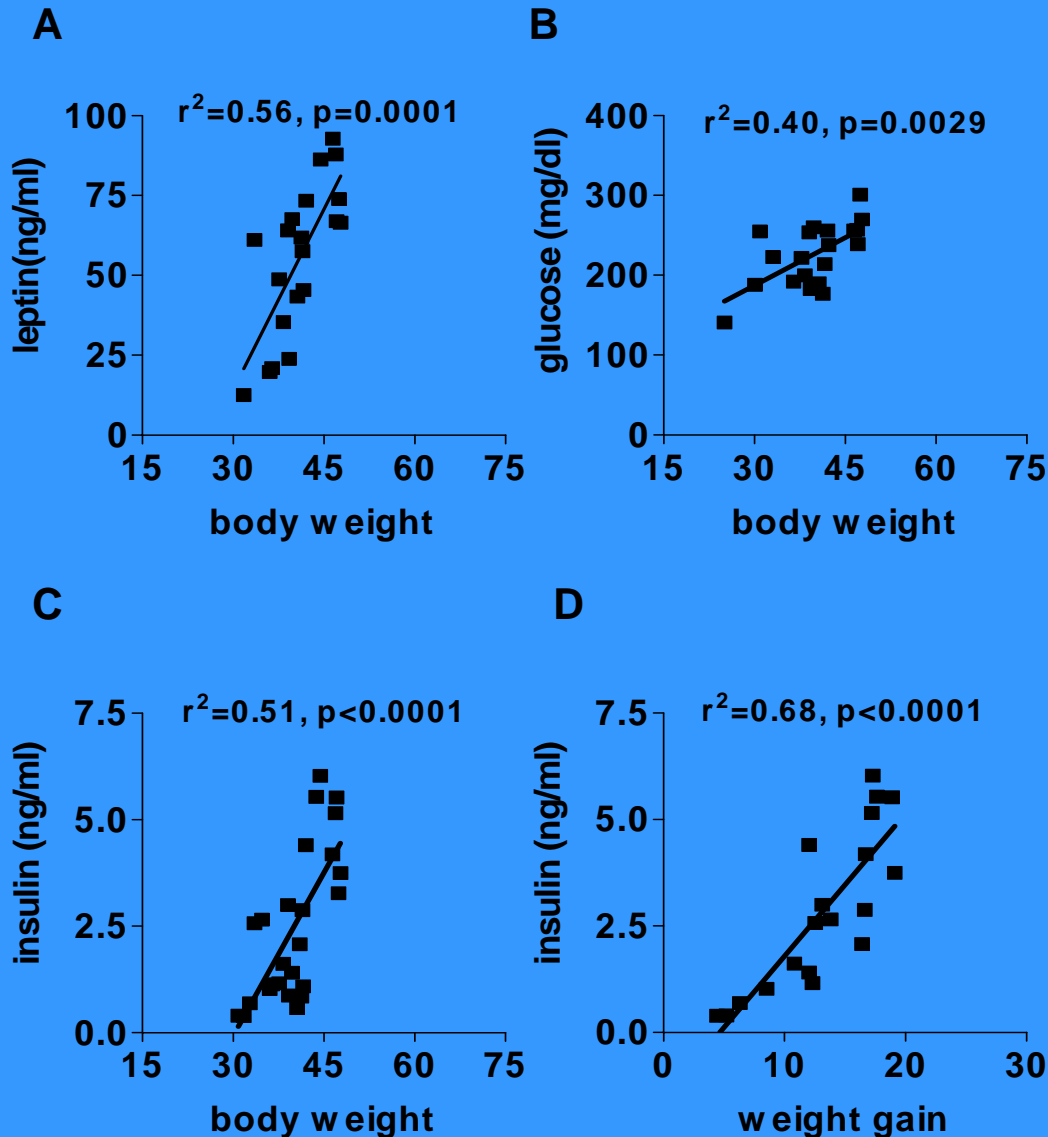 A
r²=0.56, p=0.0001
leptin(ng/ml)
100
75
50
25
0
15 30 45 60 75
body weight
B
r²=0.40, p=0.0029
glucose (mg/dl)
400
300
200
100
0
15 30 45 60 75
body weight
C
r²=0.51, p<0.0001
insulin (ng/ml)
7.5
5.0
2.5
0.0
15 30 45 60 75
body weight
D
r²=0.68, p<0.0001
insulin (ng/ml)
7.5
5.0
2.5
0.0
0 10 20 30
weight gain